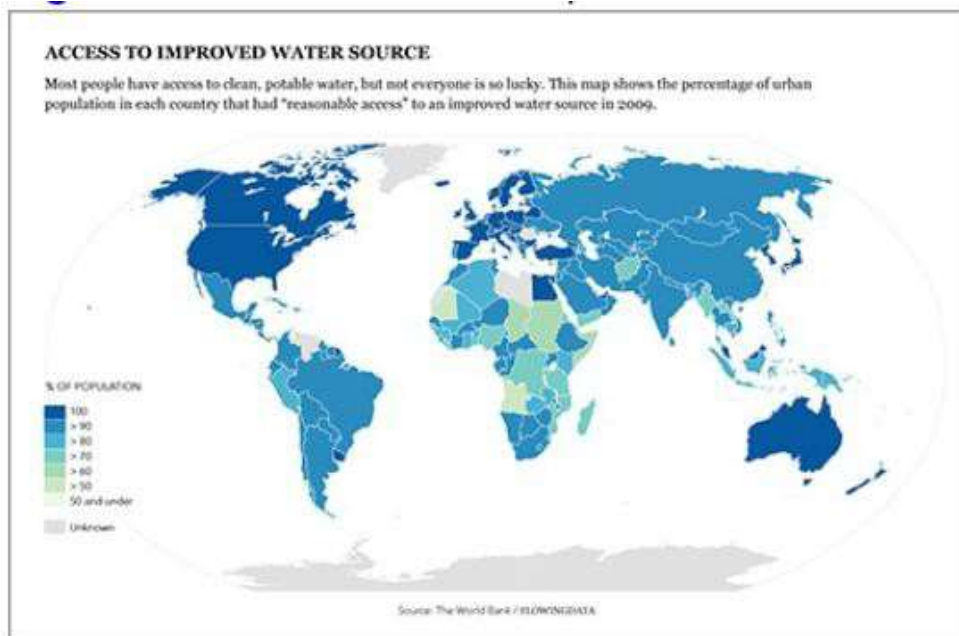 ACCESS TO IMPROVED WATER SOURCE
Most people have access to clean, potable water, but not everyone is so lucky. This map shows the percentage of urban
population in each country that had "reasonable access" to an improved water source in 2009.
% OF POPULATION
100
> 90
> 80
> 70
> 60
> 50
50 and under
Unknown
Source: The World Bank / FLOWINGDATA